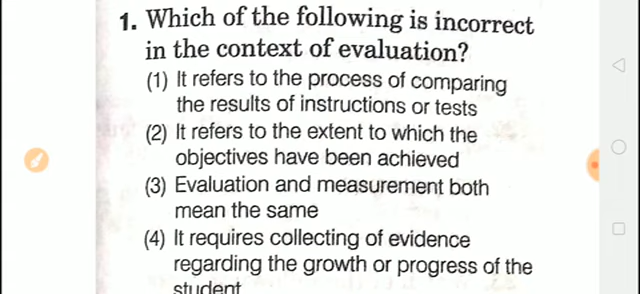 1. Which of the following is incorrect
in the context of evaluation?
(1) It refers to the process of comparing
the results of instructions or tests
(2) It refers to the extent to which the
objectives have been achieved
(3) Evaluation and measurement both
mean the same
(4) It requires collecting of evidence
regarding the growth or progress of the
student